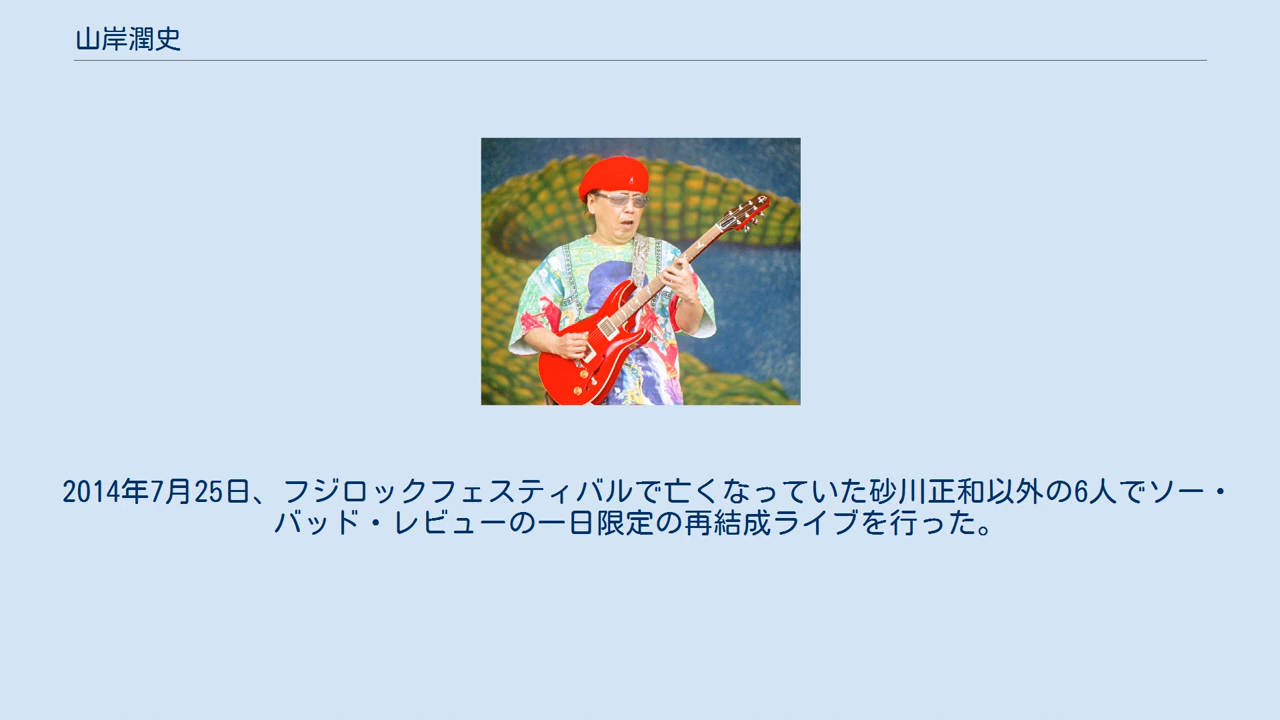 山岸潤史
2014年7月25日、フジロックフェスティバルで亡くなっていた砂川正和以外の6人でソー・
バッド・レビューの一日限定の再結成ライブを行った。